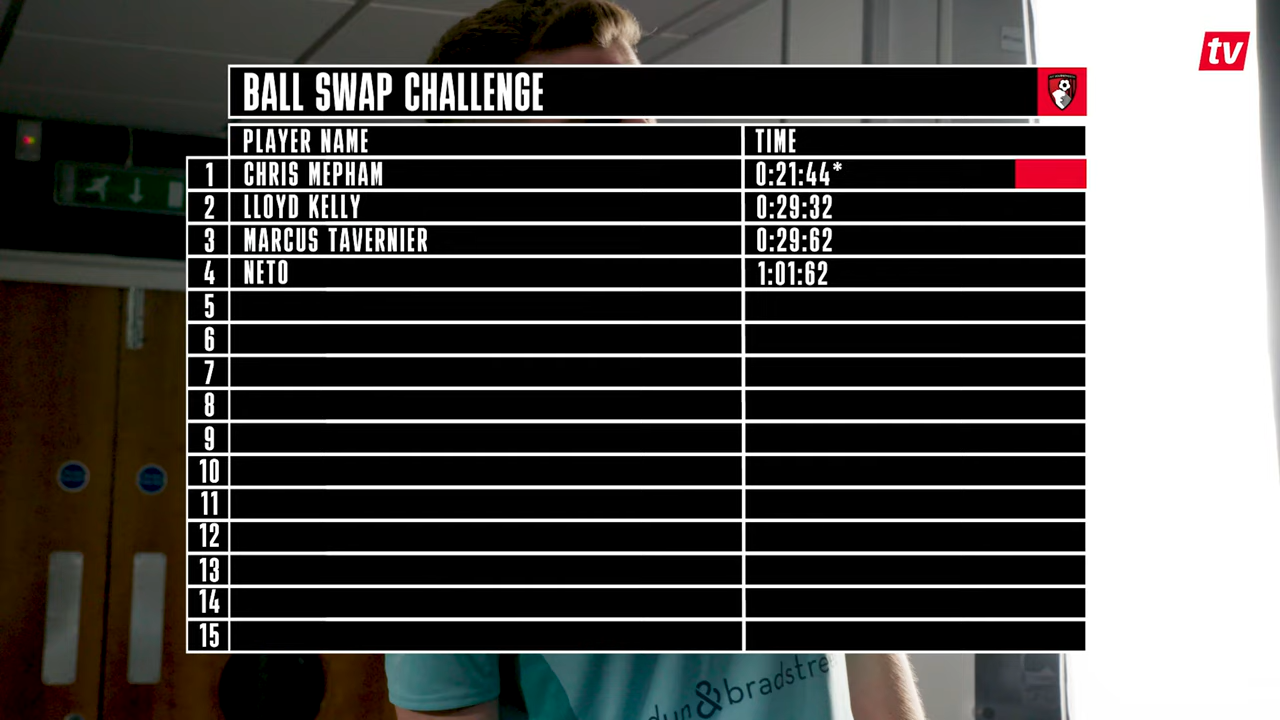 tv
BALL SWAP CHALLENGE
PLAYER NAME TIME
1 CHRIS MEPHAM 0:21:44*
2 LLOYD KELLY 0:29:32
3 MARCUS TAVERNIER 0:29:62
4 NETO 1:01:62
5
6
7
8
9
10
11
12
13
14
15
dun & bradstre